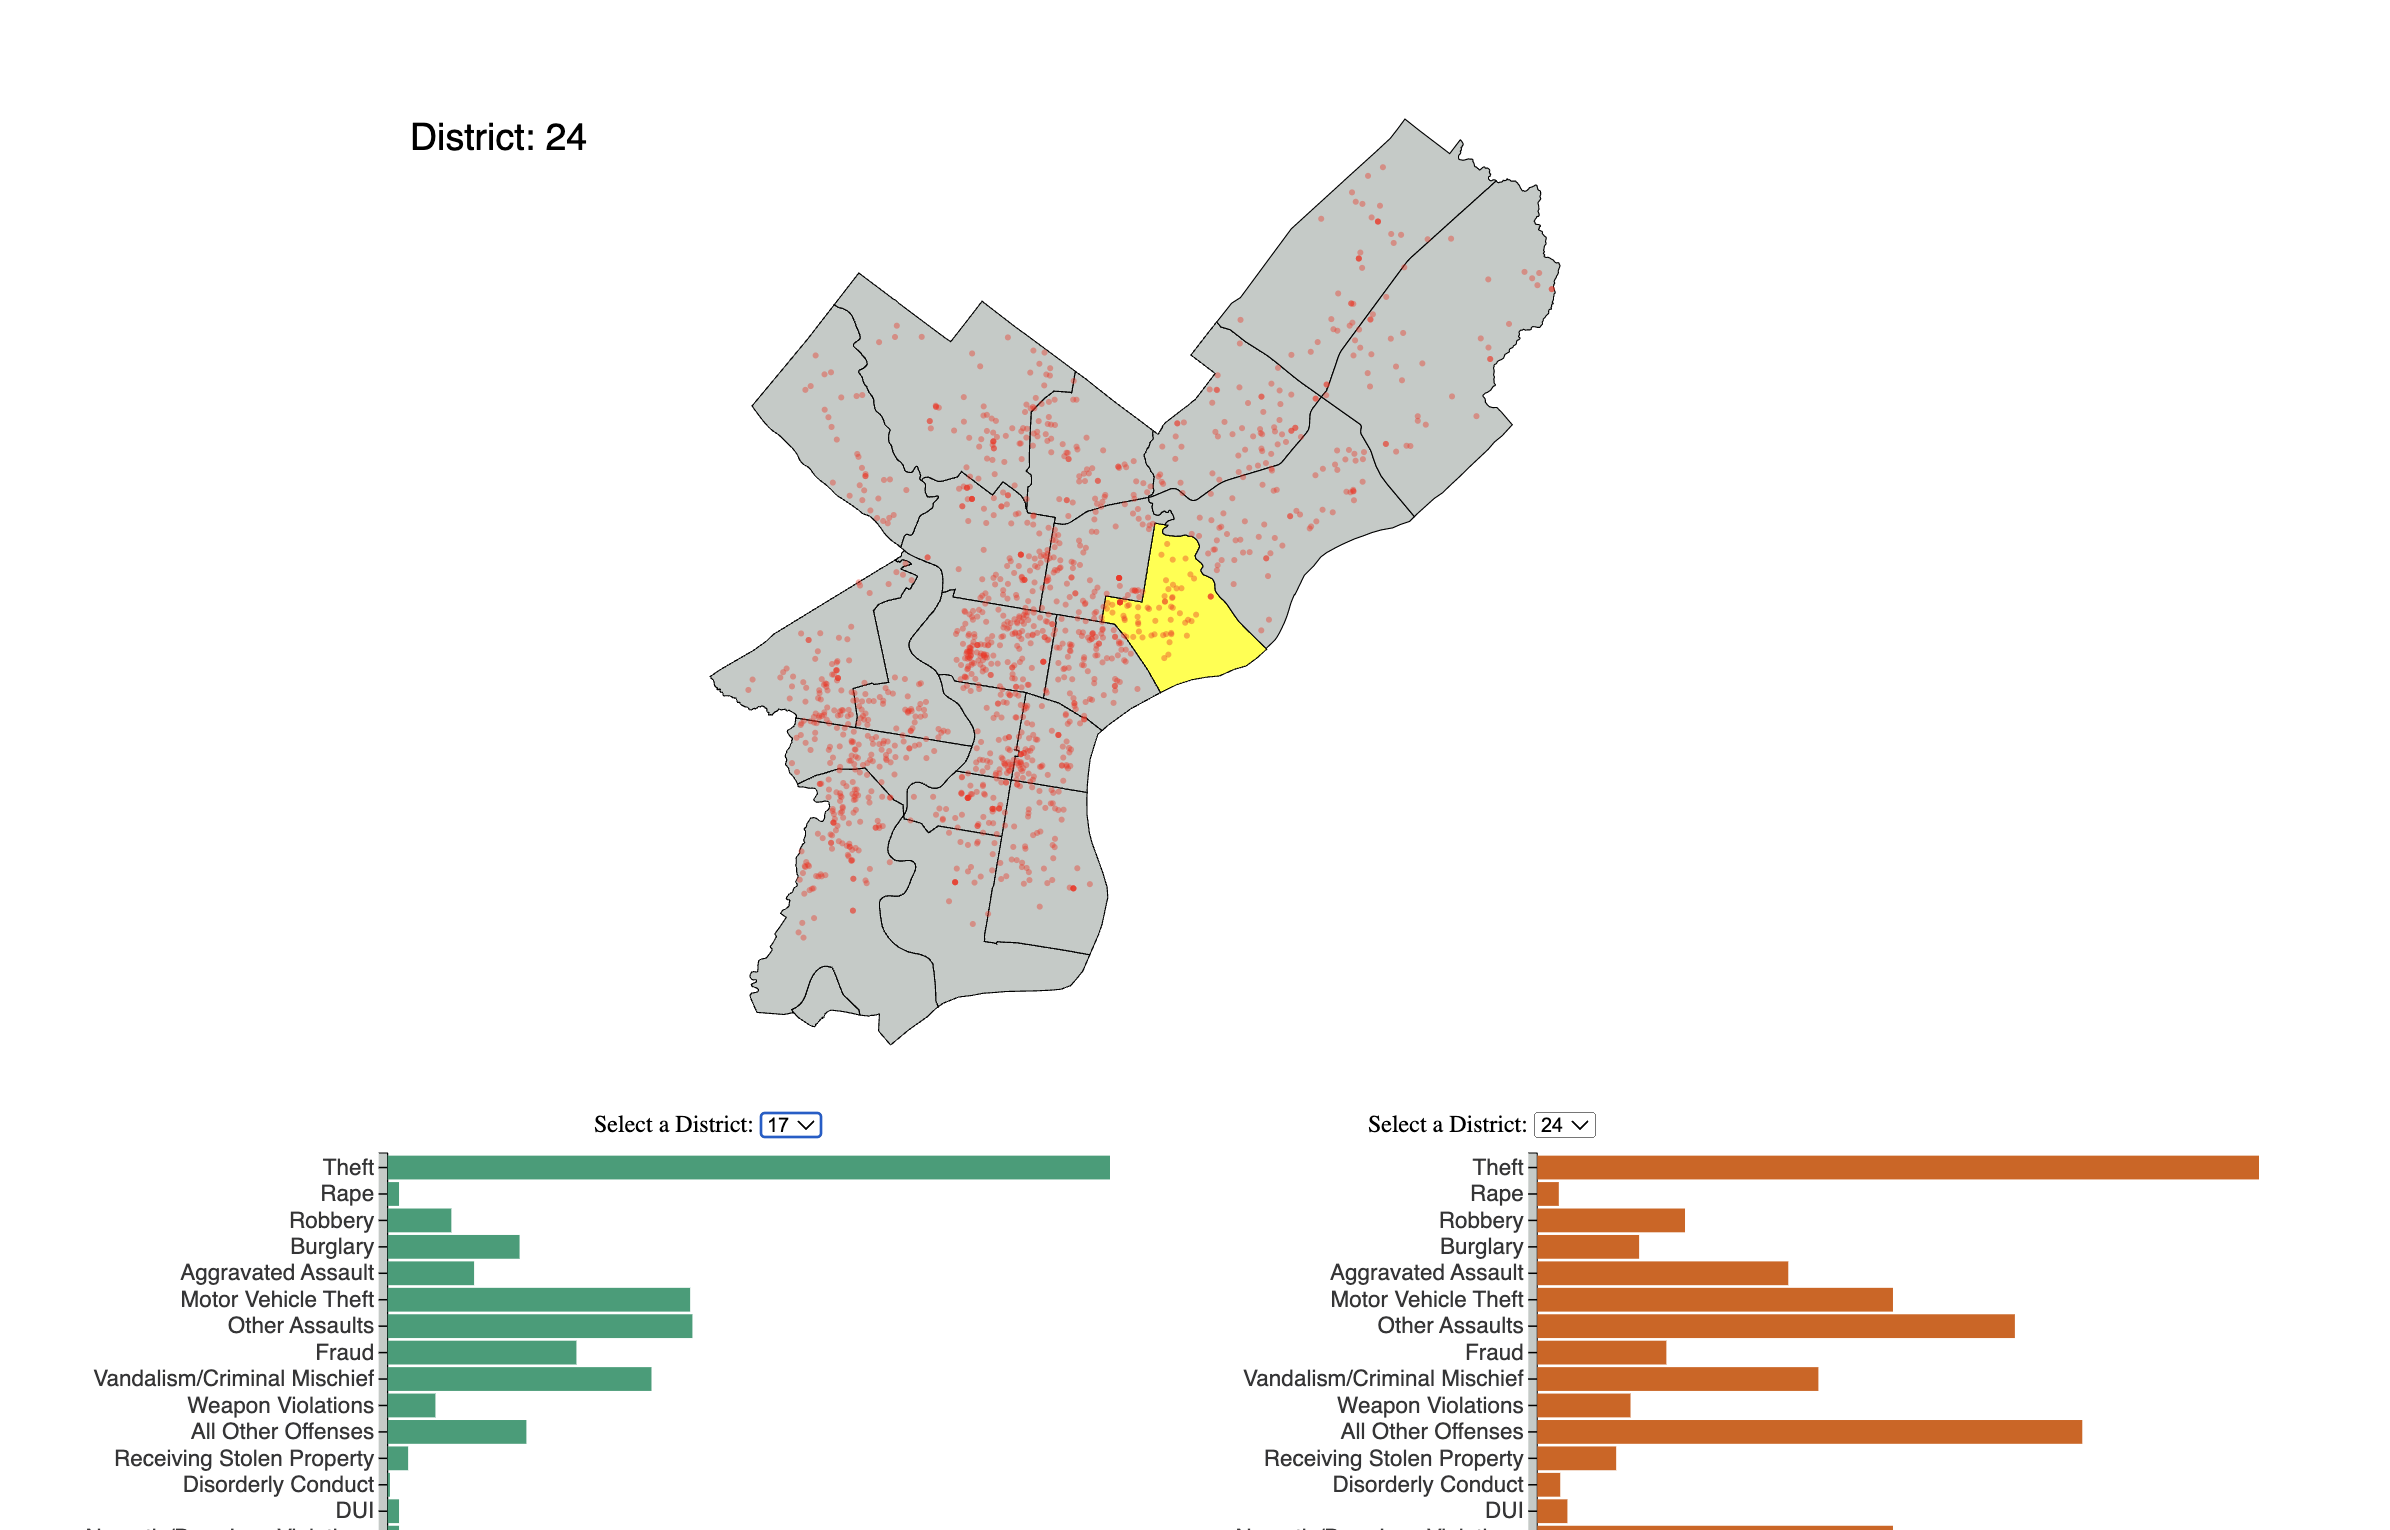 District: 24
Select a District: 17
Theft
Rape
Robbery
Burglary
Aggravated Assault
Motor Vehicle Theft
Other Assaults
Fraud
Vandalism/Criminal Mischief
Weapon Violations
All Other Offenses
Receiving Stolen Property
Disorderly Conduct
DUI
Select a District: 24
Theft
Rape
Robbery
Burglary
Aggravated Assault
Motor Vehicle Theft
Other Assaults
Fraud
Vandalism/Criminal Mischief
Weapon Violations
All Other Offenses
Receiving Stolen Property
Disorderly Conduct
DUI